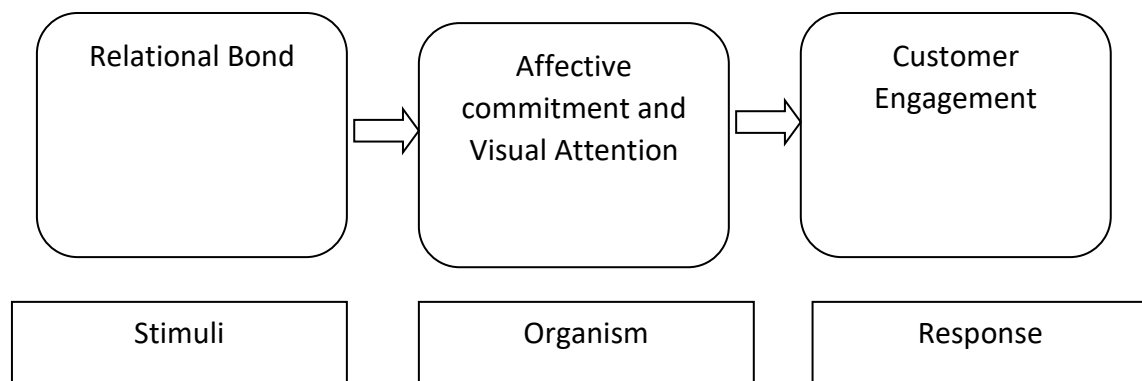 Relational Bond
Affective
commitment and
Visual Attention
Customer
Engagement
Stimuli
Organism
Response